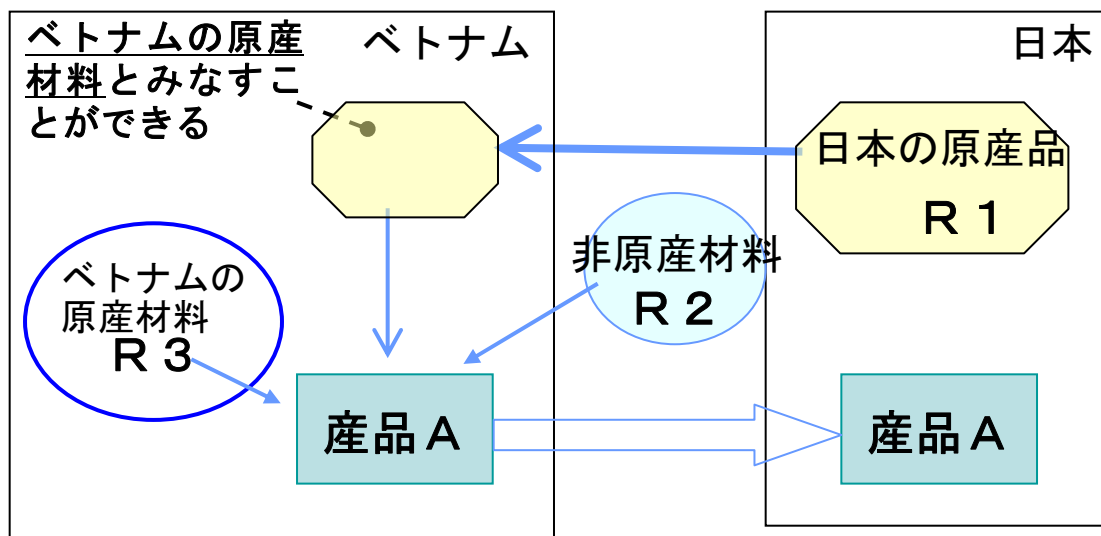 ベトナムの原産
材料とみなすこ
とができる
ベトナム
日本
日本の原産品
Ｒ１
非原産材料
Ｒ２
ベトナムの
原産材料
Ｒ３
産品Ａ
産品Ａ